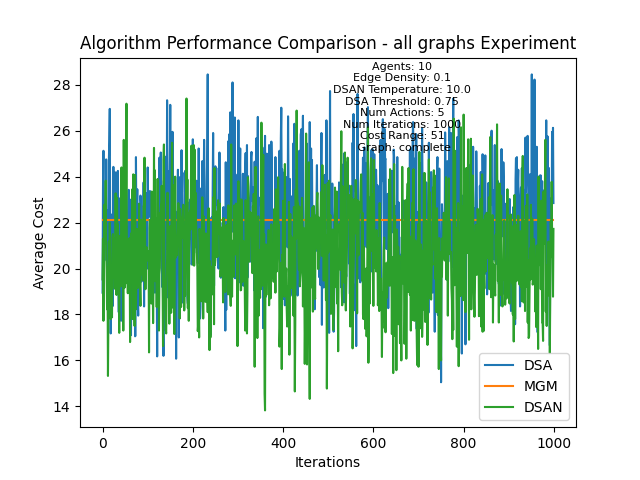 Algorithm Performance Comparison - all graphs Experiment
Agents: 10
Edge Density: 0.1
DSAN Temperature: 10.0
DSA Threshold: 0.75
Num Actions: 5
Num Iterations: 1000
Cost Range: 51
Graph: complete
28
26
24
22
20
18
16
14
Average Cost
0
200
400
600
800
1000
Iterations
DSA
MGM
DSAN